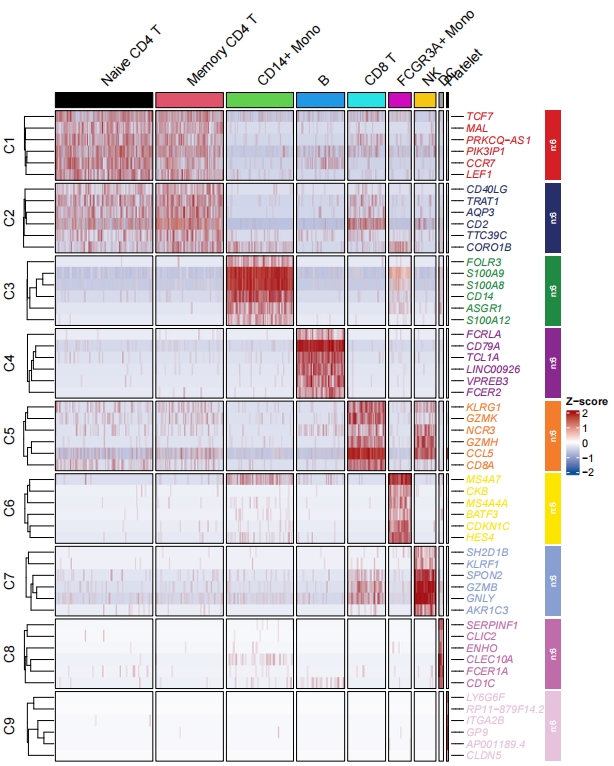 Naive CD4 T
Memory CD4 T
CD14+ Mono
B
CD8 T
FCGR3A+ Mono
NK
DC
Platelet
C1
TCF7
MAL
PRKCQ−AS1
PIK3IP1
CCR7
LEF1
n:6
C2
CD40LG
TRAT1
AQP3
CD2
TTC39C
CORO1B
n:6
C3
FOLR3
S100A9
S100A8
CD14
ASGR1
S100A12
n:6
C4
FCRLA
CD79A
TCL1A
LINC00926
VPREB3
FCER2
n:6
C5
KLRG1
GZMK
NCR3
GZMH
CCL5
CD8A
n:6
Z−score
2
1
0
−1
−2
C6
MS4A7
CKB
MS4A4A
BATF3
CDKN1C
HES4
n:6
C7
SH2D1B
KLRF1
SPON2
GZMB
GNLY
AKR1C3
n:6
C8
SERPINF1
CLIC2
ENHO
CLEC10A
FCER1A
CD1C
n:6
C9
LY6G6F
RP11−879F14.2
ITGA2B
GP9
AP001189.4
CLDN5
n:6